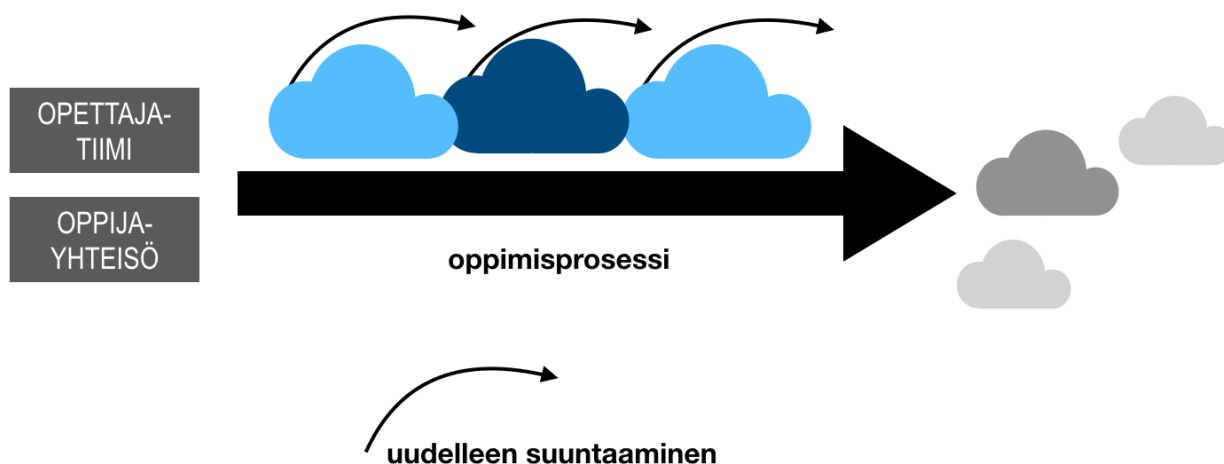 OPETTAJA-
TIIMI
OPPIJA-
YHTEISÖ
oppimisprosessi
uudelleen suuntaaminen